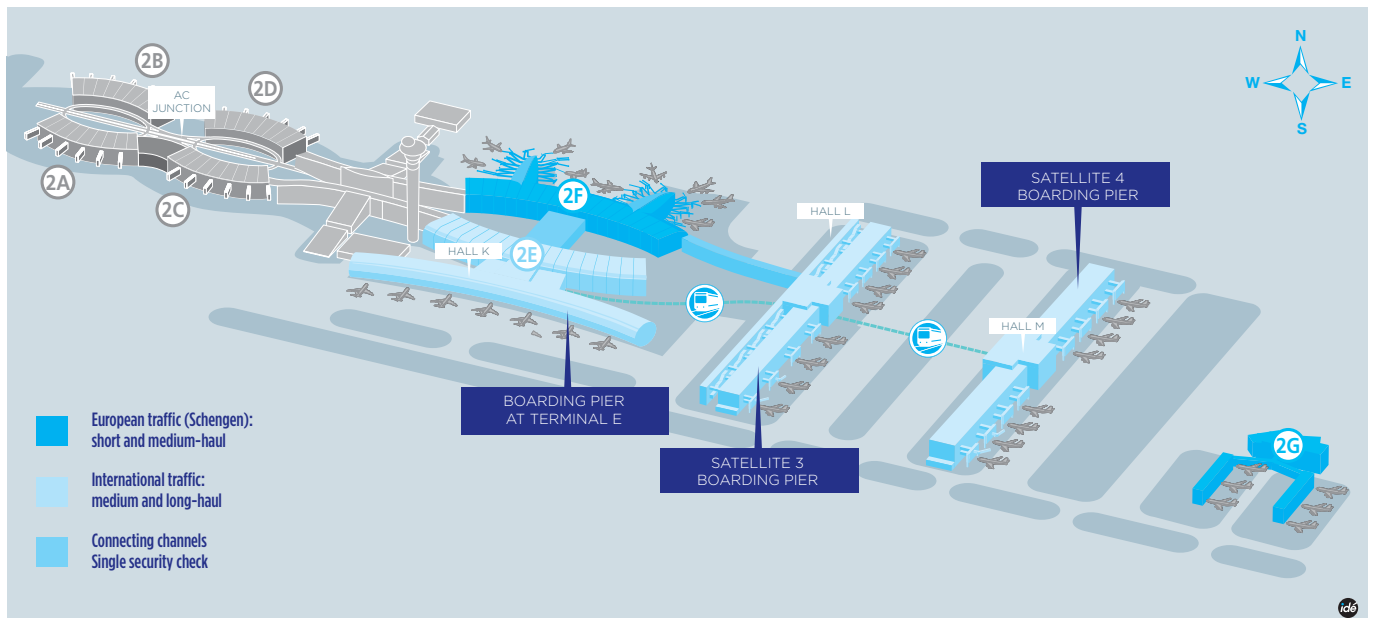 N
W
E
S
2B
2D
AC
JUNCTION
2A
2C
2F
SATELLITE 4
BOARDING PIER
HALL L
HALL K
2E
HALL M
BOARDING PIER
AT TERMINAL E
SATELLITE 3
BOARDING PIER
2G
European traffic (Schengen):
short and medium-haul
International traffic:
medium and long-haul
Connecting channels
Single security check
idé